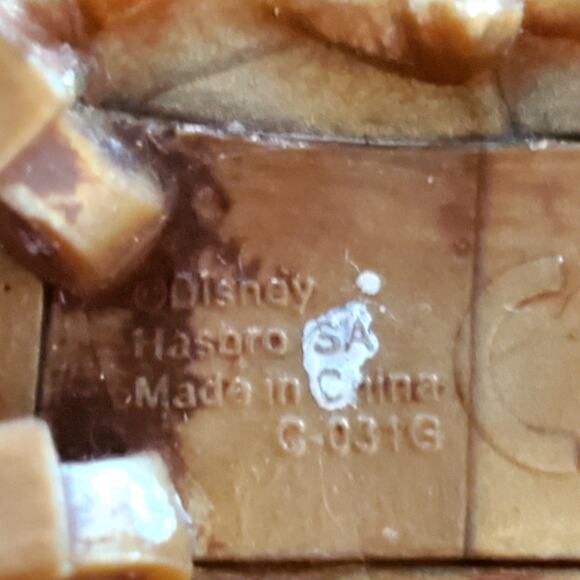 ©Disney
Hasbro SA
Made in China
C-031G